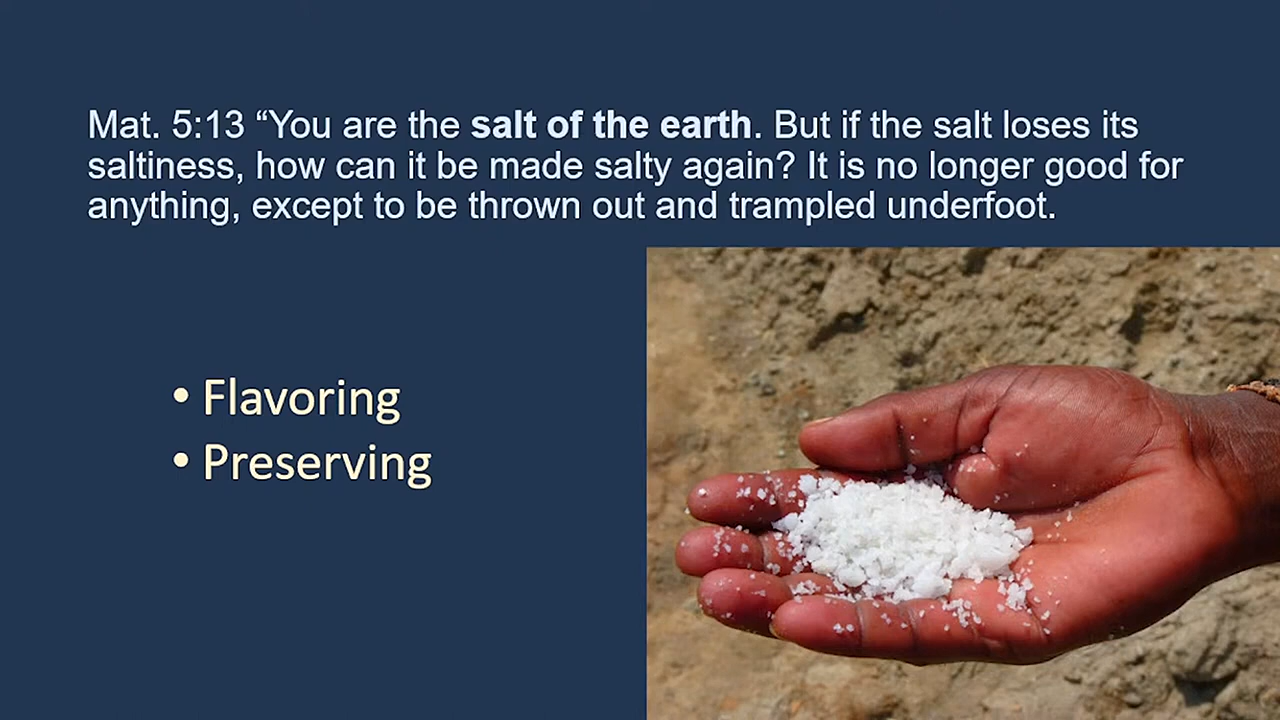 Mat. 5:13 “You are the salt of the earth. But if the salt loses its
saltiness, how can it be made salty again? It is no longer good for
anything, except to be thrown out and trampled underfoot.
• Flavoring
• Preserving